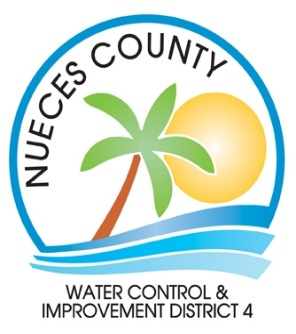 NUECES COUNTY
WATER CONTROL &
IMPROVEMENT DISTRICT 4